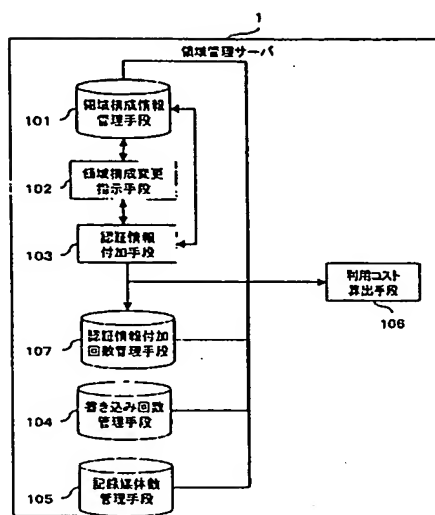 1
領域管理サーバ
領域構成情報
管理手段
101
領域構成変更
指示手段
102
認証情報
付加手段
103
利用コスト
算出手段
106
認証情報付加
回数管理手段
107
書き込み回数
管理手段
104
記録媒体数
管理手段
105